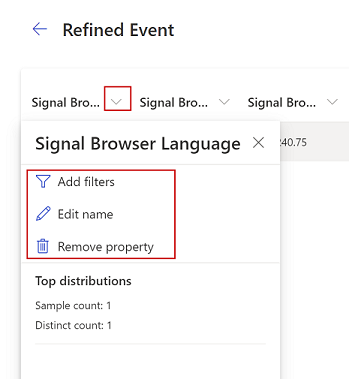 Refined Event
Signal Bro... Signal Bro... Signal Bro...
Signal Browser Language
240.75
Add filters
Edit name
Remove property
Top distributions
Sample count: 1
Distinct count: 1